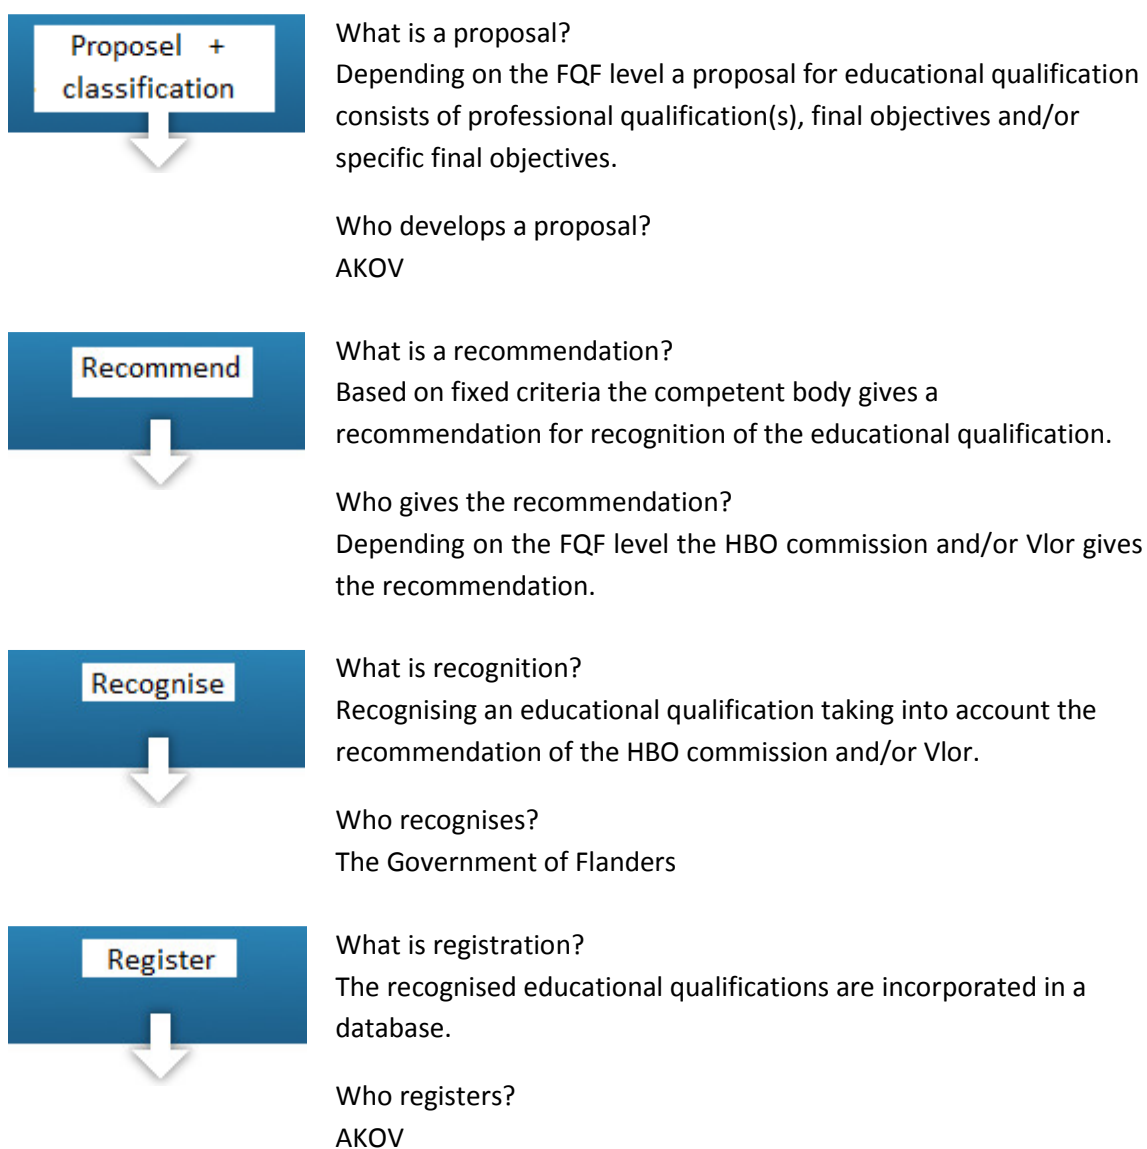 Proposel +
classification
What is a proposal?
Depending on the FQF level a proposal for educational qualification
consists of professional qualification(s), final objectives and/or
specific final objectives.
Who develops a proposal?
AKOV
Recommend
What is a recommendation?
Based on fixed criteria the competent body gives a
recommendation for recognition of the educational qualification.
Who gives the recommendation?
Depending on the FQF level the HBO commission and/or Vlor gives
the recommendation.
Recognise
What is recognition?
Recognising an educational qualification taking into account the
recommendation of the HBO commission and/or Vlor.
Who recognises?
The Government of Flanders
Register
What is registration?
The recognised educational qualifications are incorporated in a
database.
Who registers?
AKOV